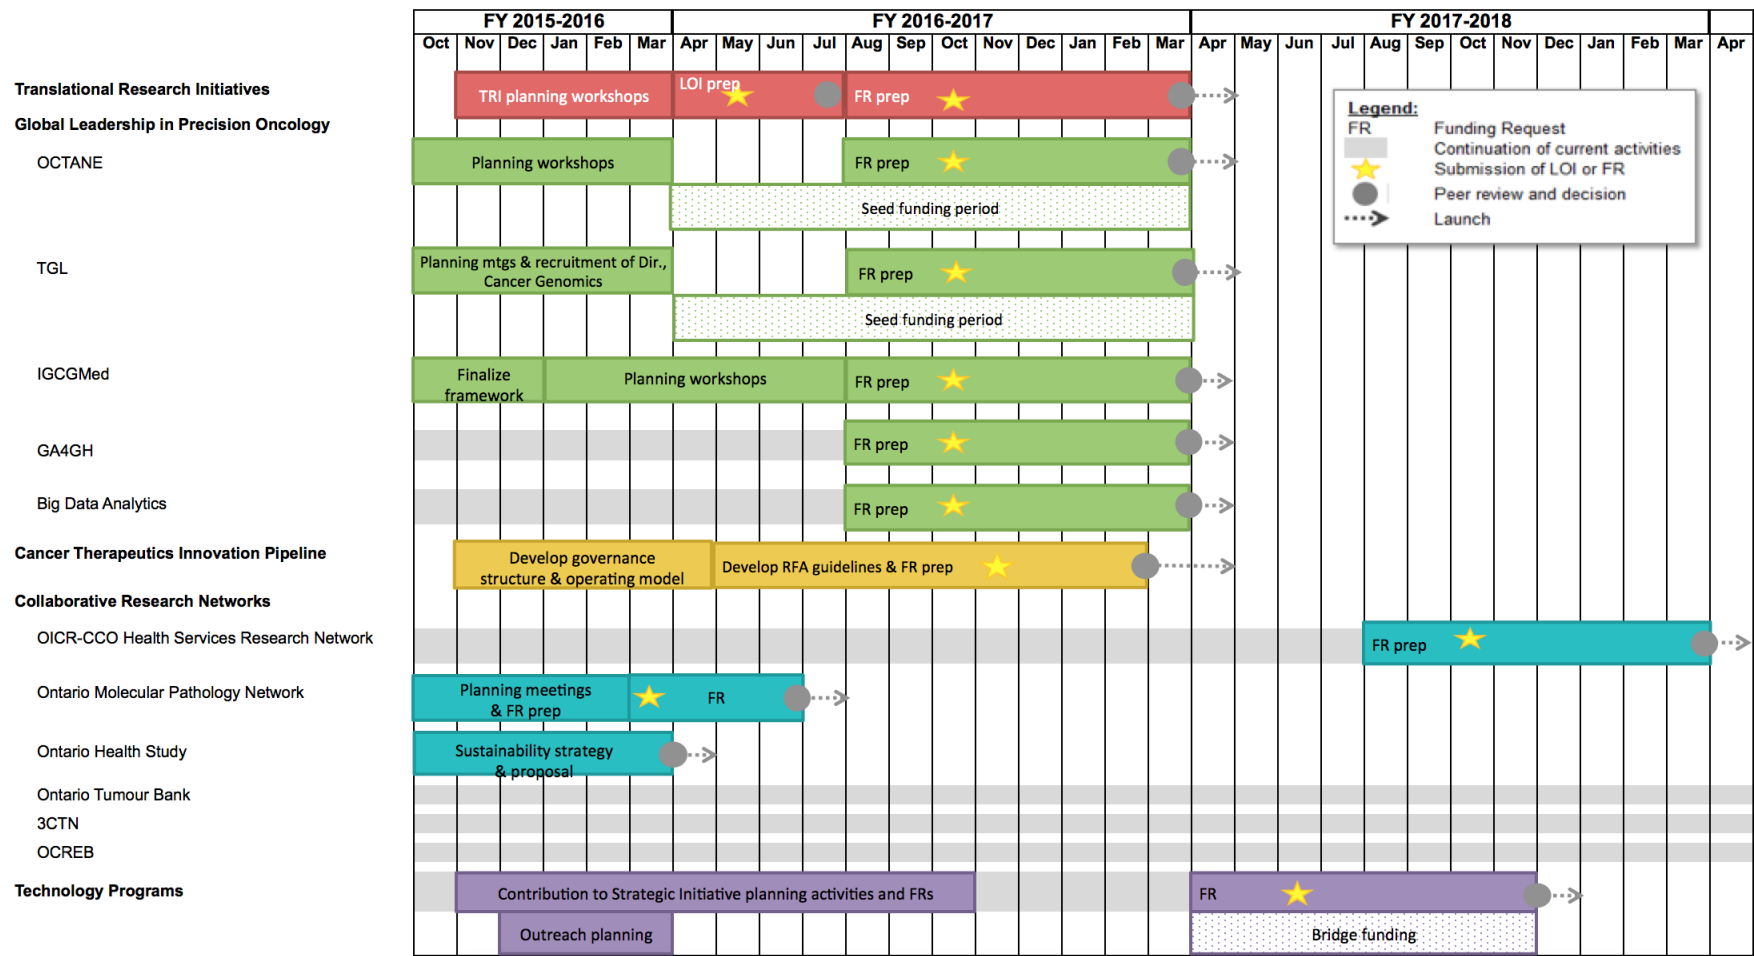 FY 2015-2016 FY 2016-2017 FY 2017-2018
Oct Nov Dec Jan Feb Mar Apr May Jun Jul Aug Sep Oct Nov Dec Jan Feb Mar Apr May Jun Jul Aug Sep Oct Nov Dec Jan Feb Mar Apr
Translational Research Initiatives
TRI planning workshops
LOI prep
FR prep
Legend:
FR Funding Request
Continuation of current activities
Submission of LOI or FR
Peer review and decision
Launch
Global Leadership in Precision Oncology
OCTANE
Planning workshops
FR prep
Seed funding period
TGL
Planning mtgs & recruitment of Dir.,
Cancer Genomics
FR prep
Seed funding period
IGCGMed
Finalize
framework
Planning workshops
FR prep
GA4GH
FR prep
Big Data Analytics
FR prep
Cancer Therapeutics Innovation Pipeline
Develop governance
structure & operating model
Develop RFA guidelines & FR prep
Collaborative Research Networks
OICR-CCO Health Services Research Network
FR prep
Ontario Molecular Pathology Network
Planning meetings
& FR prep
FR
Ontario Health Study
Sustainability strategy
& proposal
Ontario Tumour Bank
3CTN
OCREB
Technology Programs
Contribution to Strategic Initiative planning activities and FRs
FR
Outreach planning
Bridge funding